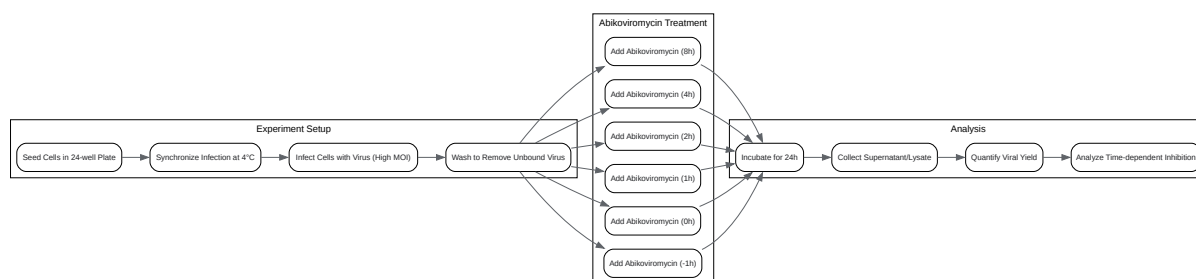 Experiment Setup
Seed Cells in 24-well Plate
Synchronize Infection at 4°C
Infect Cells with Virus (High MOI)
Wash to Remove Unbound Virus
Abikoviromycin Treatment
Add Abikoviromycin (8h)
Add Abikoviromycin (4h)
Add Abikoviromycin (2h)
Add Abikoviromycin (1h)
Add Abikoviromycin (0h)
Add Abikoviromycin (-1h)
Analysis
Incubate for 24h
Collect Supernatant/Lysate
Quantify Viral Yield
Analyze Time-dependent Inhibition